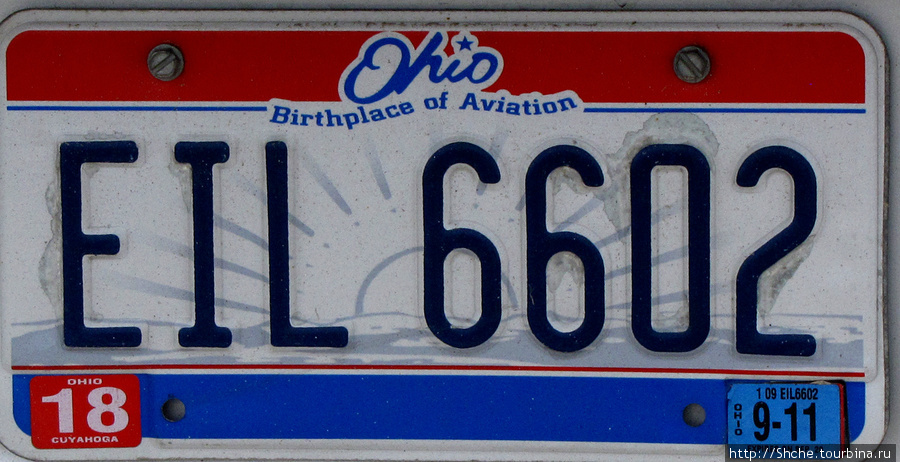 Ohio
Birthplace of Aviation
EIL 6602
OHIO
18
CUYAHOGA
1 09 EIL6602
OHIO
9-11
http://Shche.tourbina.ru